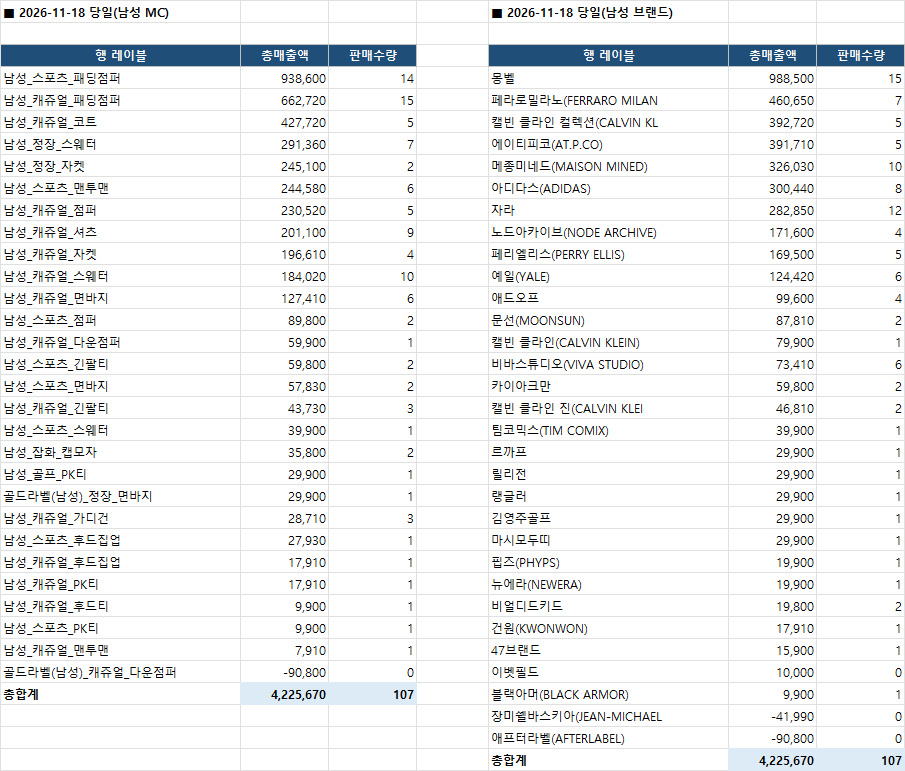 ■ 2026-11-18 당일(남성 MC)
행 레이블 총매출액 판매수량
남성_스포츠_패딩점퍼 938,600 14
남성_캐쥬얼_패딩점퍼 662,720 15
남성_캐쥬얼_코트 427,720 5
남성_정장_스웨터 291,360 7
남성_정장_자켓 245,100 2
남성_스포츠_맨투맨 244,580 6
남성_캐쥬얼_점퍼 230,520 5
남성_캐쥬얼_셔츠 201,100 9
남성_캐쥬얼_자켓 196,610 4
남성_캐쥬얼_스웨터 184,020 10
남성_캐쥬얼_면바지 127,410 6
남성_스포츠_점퍼 89,800 2
남성_캐쥬얼_다운점퍼 59,900 1
남성_스포츠_긴팔티 59,800 2
남성_스포츠_면바지 57,830 2
남성_캐쥬얼_긴팔티 43,730 3
남성_스포츠_스웨터 39,900 1
남성_잡화_캡모자 35,800 2
남성_골프_PK티 29,900 1
골드라벨(남성)_정장_면바지 29,900 1
남성_캐쥬얼_가디건 28,710 3
남성_스포츠_후드집업 27,930 1
남성_캐쥬얼_후드집업 17,910 1
남성_캐쥬얼_PK티 17,910 1
남성_캐쥬얼_후드티 9,900 1
남성_스포츠_PK티 9,900 1
남성_캐쥬얼_맨투맨 7,910 1
골드라벨(남성)_캐쥬얼_다운점퍼 -90,800 0
총합계 4,225,670 107
■ 2026-11-18 당일(남성 브랜드)
행 레이블 총매출액 판매수량
몽벨 988,500 15
페라로밀라노(FERRARO MILAN 460,650 7
캘빈 클라인 컬렉션(CALVIN KL 392,720 5
에이티피코(AT.P.CO) 391,710 5
메종미네드(MAISON MINED) 326,030 10
아디다스(ADIDAS) 300,440 8
자라 282,850 12
노드아카이브(NODE ARCHIVE) 171,600 4
페리엘리스(PERRY ELLIS) 169,500 5
예일(YALE) 124,420 6
애드오프 99,600 4
문선(MOONSUN) 87,810 2
캘빈 클라인(CALVIN KLEIN) 79,900 1
비바스튜디오(VIVA STUDIO) 73,410 6
카이아크만 59,800 2
캘빈 클라인 진(CALVIN KLEI 46,810 2
팀코믹스(TIM COMIX) 39,900 1
르까프 29,900 1
릴리전 29,900 1
랭글러 29,900 1
김영주골프 29,900 1
마시모두띠 29,900 1
핍즈(PHYPS) 19,900 1
뉴에라(NEWERA) 19,900 1
비얼디드키드 19,800 2
건원(KWONWON) 17,910 1
47브랜드 15,900 1
이벳필드 10,000 0
블랙아머(BLACK ARMOR) 9,900 1
장미쉘바스키아(JEAN-MICHAEL -41,990 0
애프터라벨(AFTERLABEL) -90,800 0
총합계 4,225,670 107